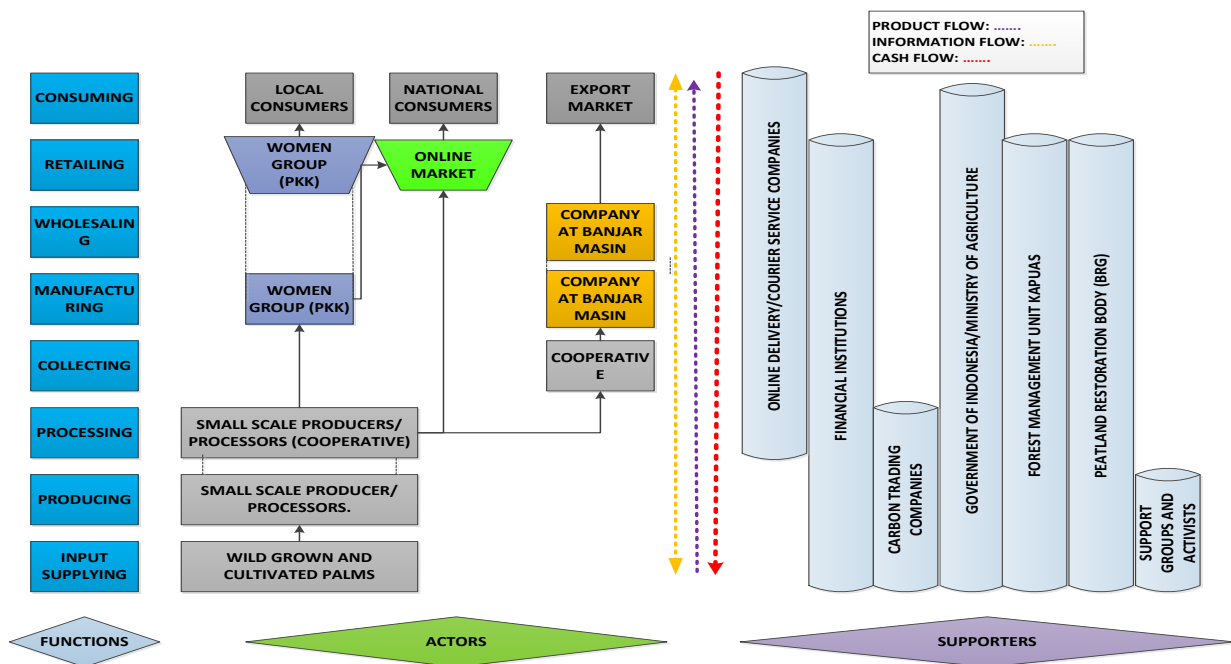 PRODUCT FLOW: .......
INFORMATION FLOW: .......
CASH FLOW: .......
CONSUMING
RETAILING
WHOLESALIN
G
MANUFACTU
RING
COLLECTING
PROCESSING
PRODUCING
INPUT
SUPPLYING
FUNCTIONS
LOCAL
CONSUMERS
NATIONAL
CONSUMERS
EXPORT
MARKET
WOMEN
GROUP
(PKK)
ONLINE
MARKET
COMPANY
AT BANJAR
MASIN
WOMEN
GROUP (PKK)
COMPANY
AT BANJAR
MASIN
COOPERATIV
E
SMALL SCALE PRODUCERS/
PROCESSORS (COOPERATIVE)
SMALL SCALE PRODUCER/
PROCESSORS.
WILD GROWN AND
CULTIVATED PALMS
ACTORS
ONLINE DELIVERY/COURIER SERVICE COMPANIES
FINANCIAL INSTITUTIONS
CARBON TRADING
COMPANIES
GOVERNMENT OF INDONESIA/MINISTRY OF AGRICULTURE
FOREST MANAGEMENT UNIT KAPUAS
PEATLAND RESTORATION BODY (BRG)
SUPPORT
GROUPS AND
ACTIVISTS
SUPPORTERS